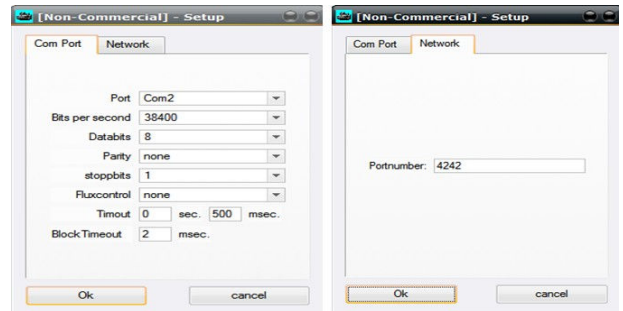 [Non-Commercial] - Setup
Com Port Network
Port Com2
Bits per second 38400
Databits 8
Parity none
stoppbits 1
Fluxcontrol none
Timout 0 sec. 500 msec.
BlockTimeout 2 msec.
Ok cancel
[Non-Commercial] - Setup
Com Port Network
Portnumber: 4242
Ok cancel